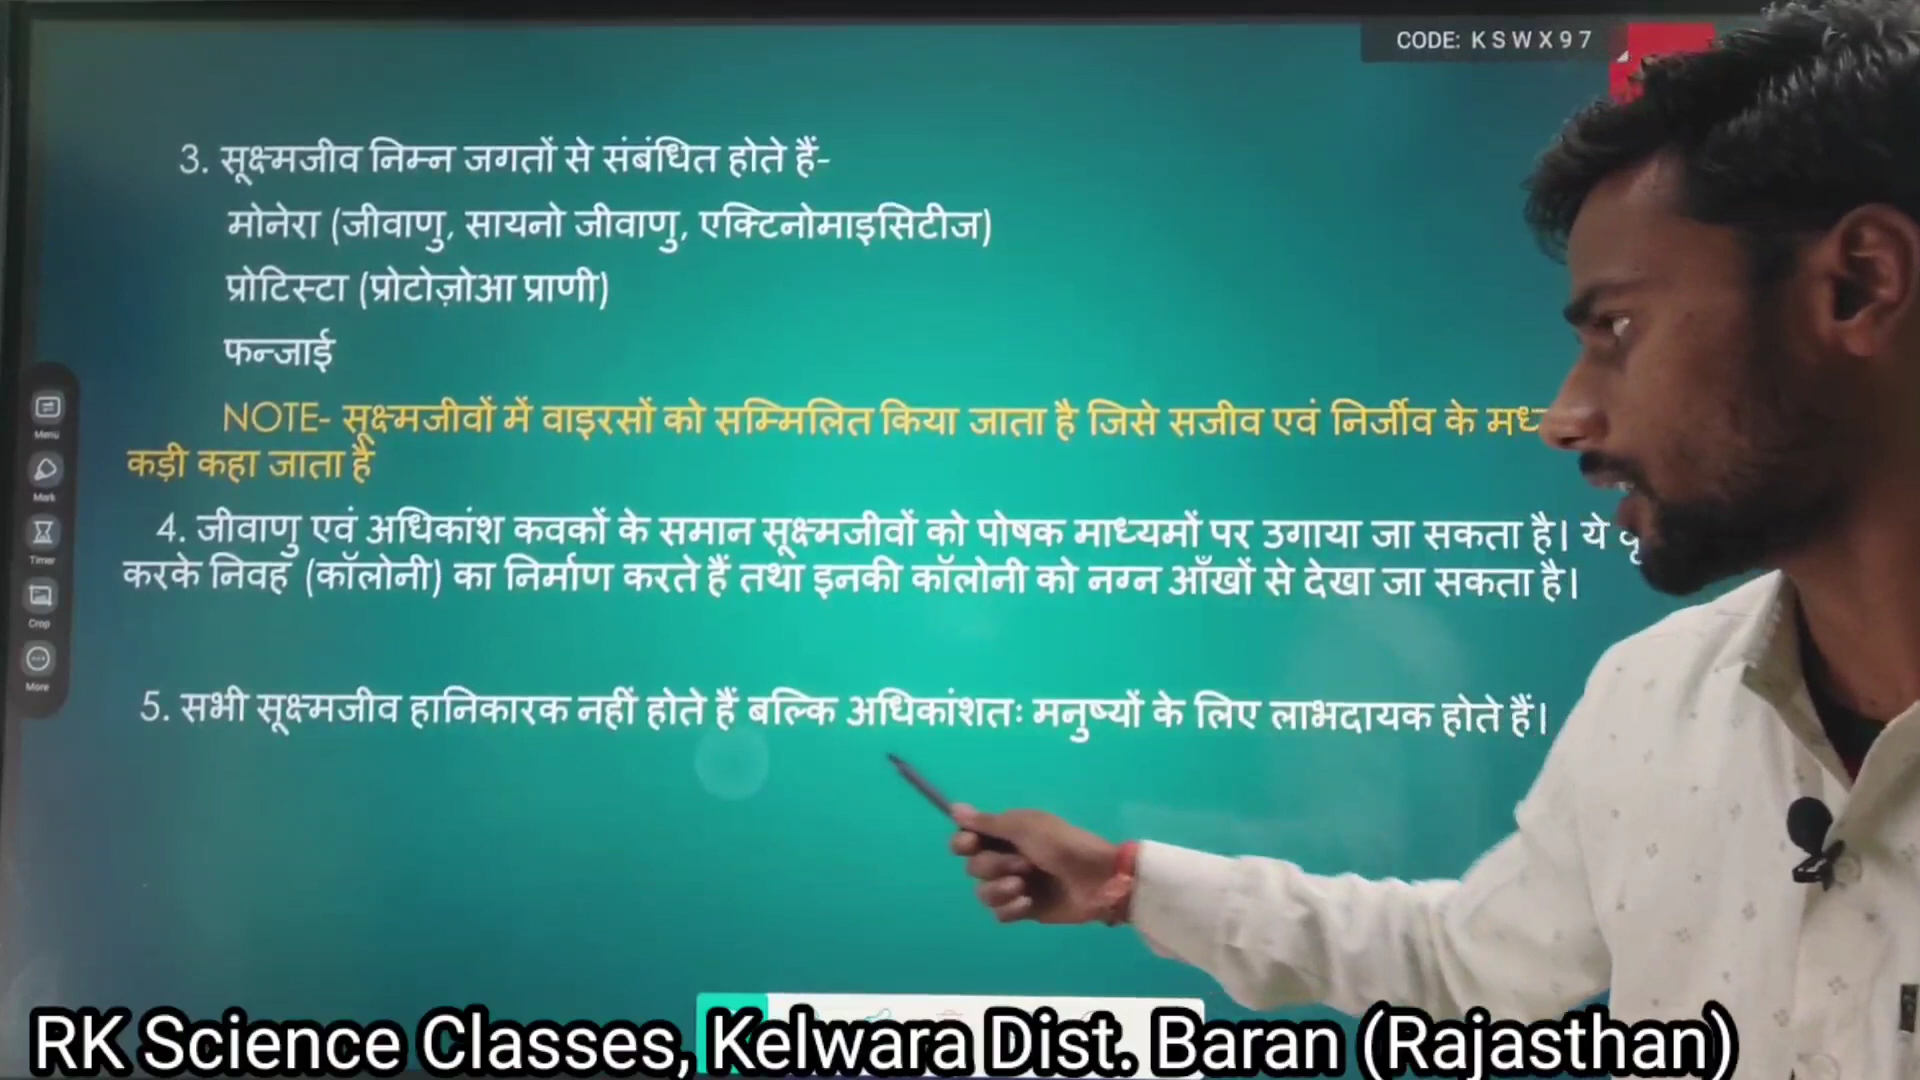 CODE: KSWX97
3. सूक्ष्मजीव निम्न जगतों से संबंधित होते हैं-
मोनेरा (जीवाणु, सायनो जीवाणु, एक्टिनोमाइसिटीज)
प्रोटिस्टा (प्रोटोज़ोआ प्राणी)
फन्जाई
NOTE- सूक्ष्मजीवों में वाइरसों को सम्मिलित किया जाता है जिसे सजीव एवं निर्जीव के
कड़ी कहा जाता है
4. जीवाणु एवं अधिकांश कवकों के समान सूक्ष्मजीवों को पोषक माध्यमों पर उगाया जा सकता है। ये
करके निवह (कॉलोनी) का निर्माण करते हैं तथा इनकी कॉलोनी को नग्न आँखों से देखा जा सकता है।
5. सभी सूक्ष्मजीव हानिकारक नहीं होते हैं बल्कि अधिकांशतः मनुष्यों के लिए लाभदायक होते हैं।
Menu
Mark
Timer
Crop
More
RK Science Classes, Kelwara Dist. Baran (Rajasthan)